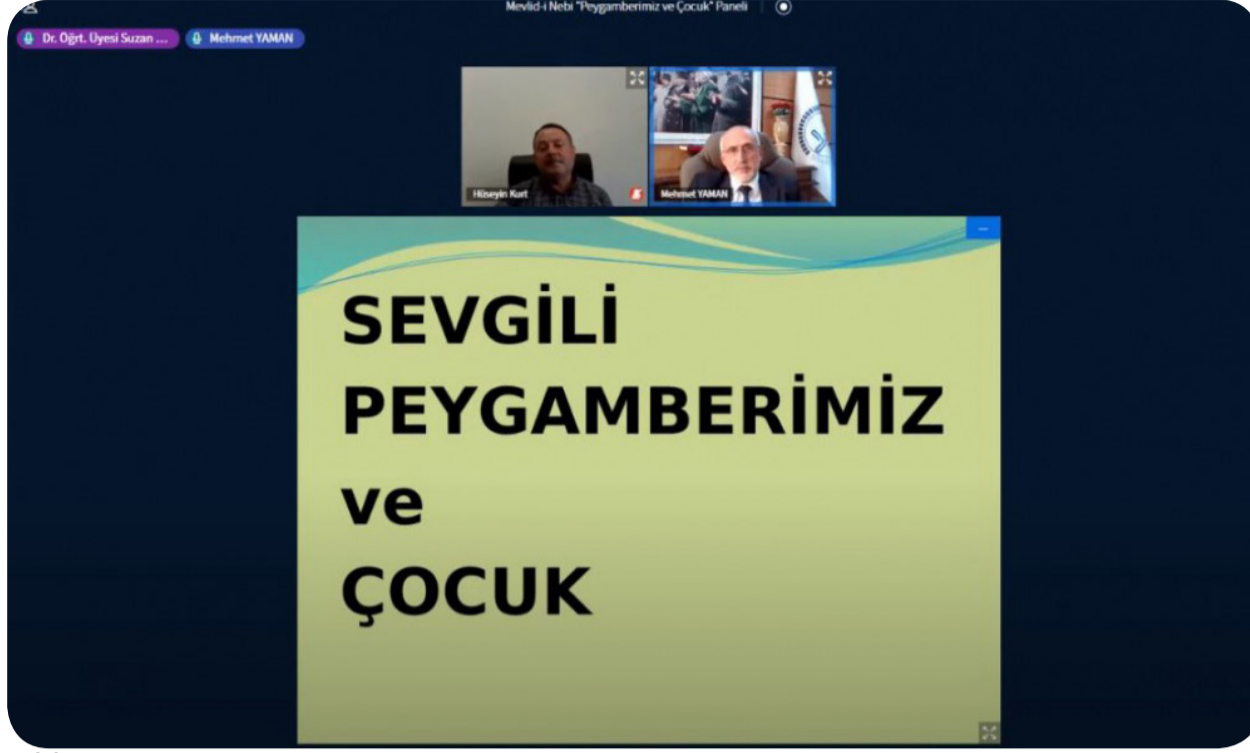 Mevlid-i Nebi "Peygamberimiz ve Çocuk" Paneli
Dr. Öğrt. Üyesi Suzan ...
Mehmet YAMAN
Hüseyin Kurt
Mehmet YAMAN
SEVGİLİ
PEYGAMBERİMİZ
ve
ÇOCUK